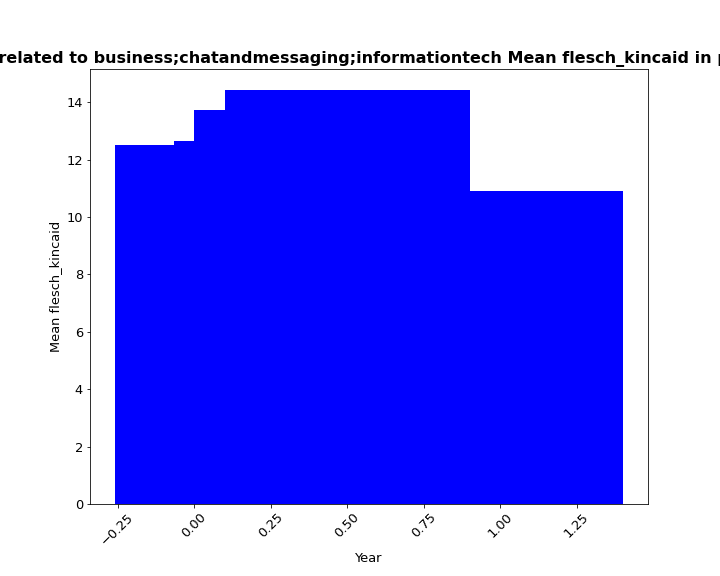 related to business;chatandmessaging;informationtech Mean flesch_kincaid in
14
12
10
8
6
4
2
0
Mean flesch_kincaid
−0.25 0.00 0.25 0.50 0.75 1.00 1.25
Year